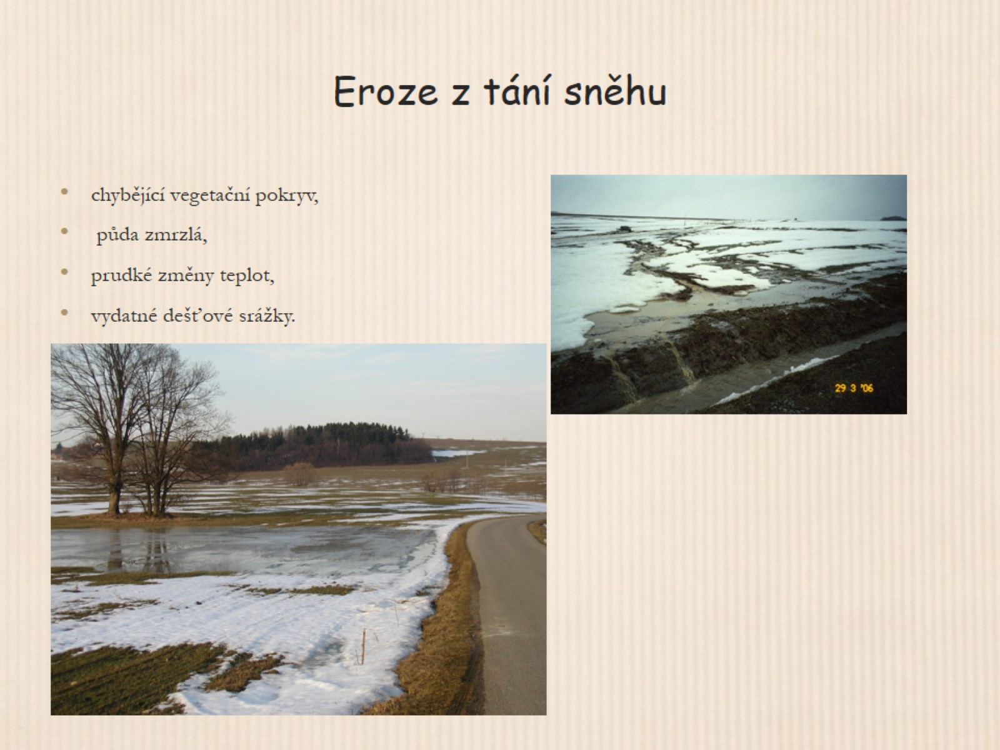 Eroze z tání sněhu
• chybějící vegetační pokryv,
• půda zmrzlá,
• prudké změny teplot,
• vydatné dešťové srážky.
29 3 '06